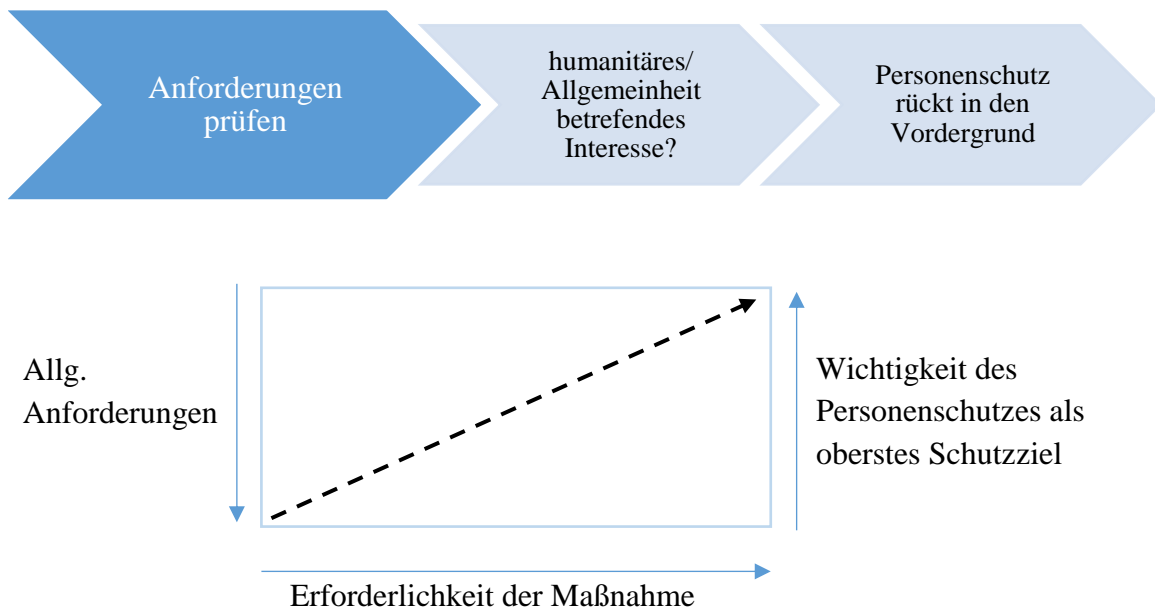 Anforderungen
prüfen
humanitäres/
Allgemeinheit
betrefendes
Interesse?
Personenschutz
rückt in den
Vordergrund
Allg.
Anforderungen
Wichtigkeit des
Personenschutzes als
oberstes Schutzziel
Erforderlichkeit der Maßnahme